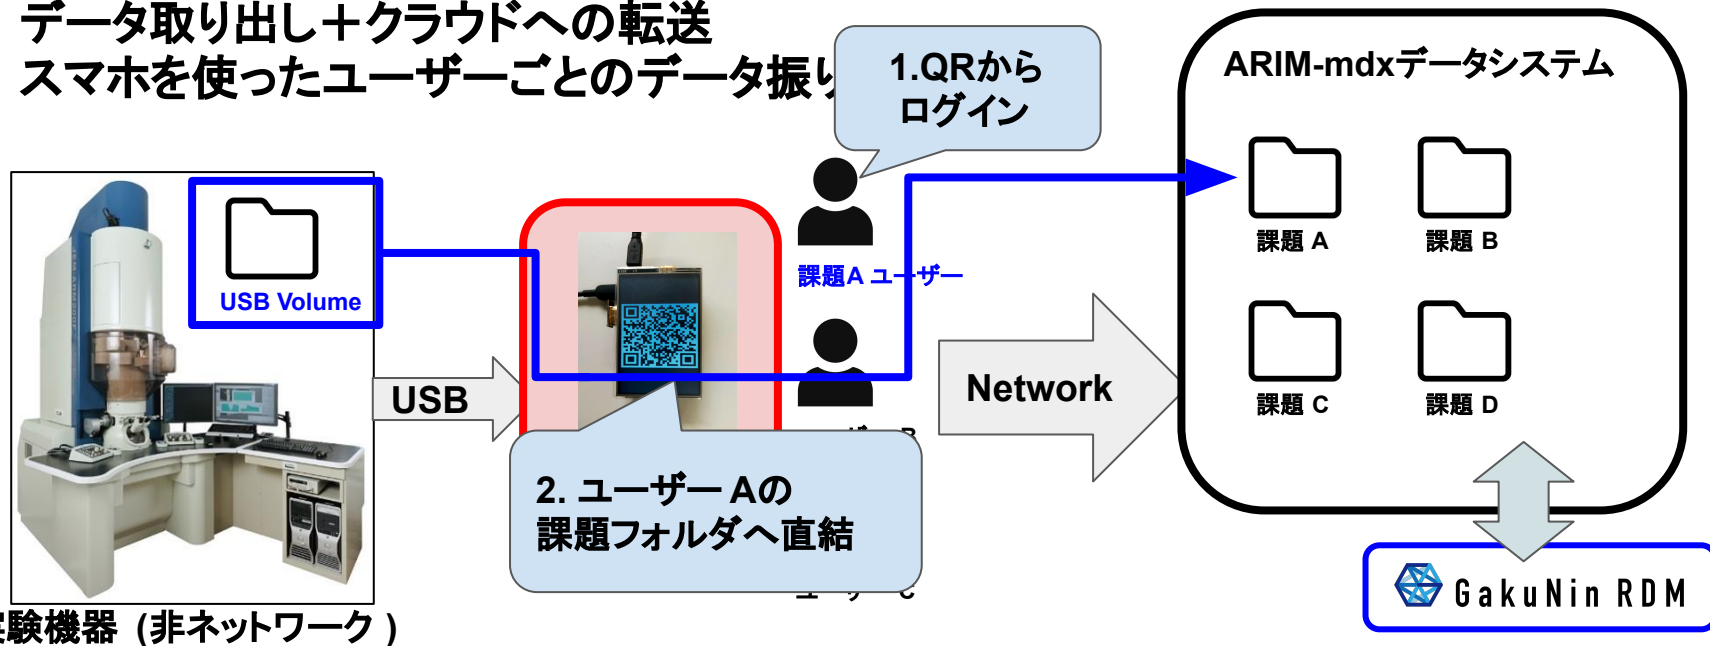 データ取り出し＋クラウドへの転送
スマホを使ったユーザーごとのデータ振り
1.QRから
ログイン
ARIM-mdxデータシステム
課題 A
課題 B
USB Volume
課題A ユーザー
USB
Network
課題 C
課題 D
2. ユーザー Aの
課題フォルダへ直結
GakuNin RDM
験機器 (非ネットワーク )